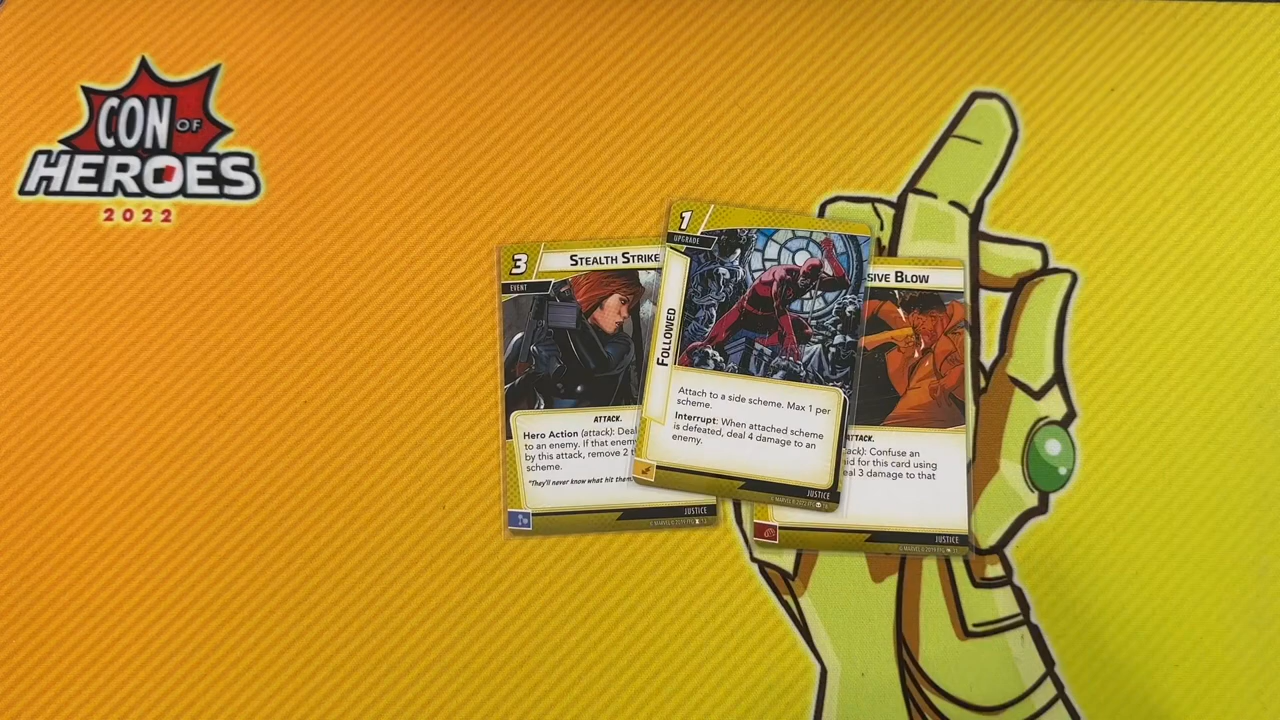 CON OF
HEROES
2022
3
STEALTH STRIKE
EVENT
ATTACK.
Hero Action (attack): Deal
to an enemy. If that enemy
by this attack, remove 2
scheme.
"They'll never know what hit them.
JUSTICE
1
UPGRADE
FOLLOWED
Attach to a side scheme. Max 1 per
scheme.
Interrupt: When attached scheme
is defeated, deal 4 damage to an
enemy.
JUSTICE
SIVE BLOW
ATTACK.
ack): Confuse an
aid for this card using
eal 3 damage to that
JUSTICE